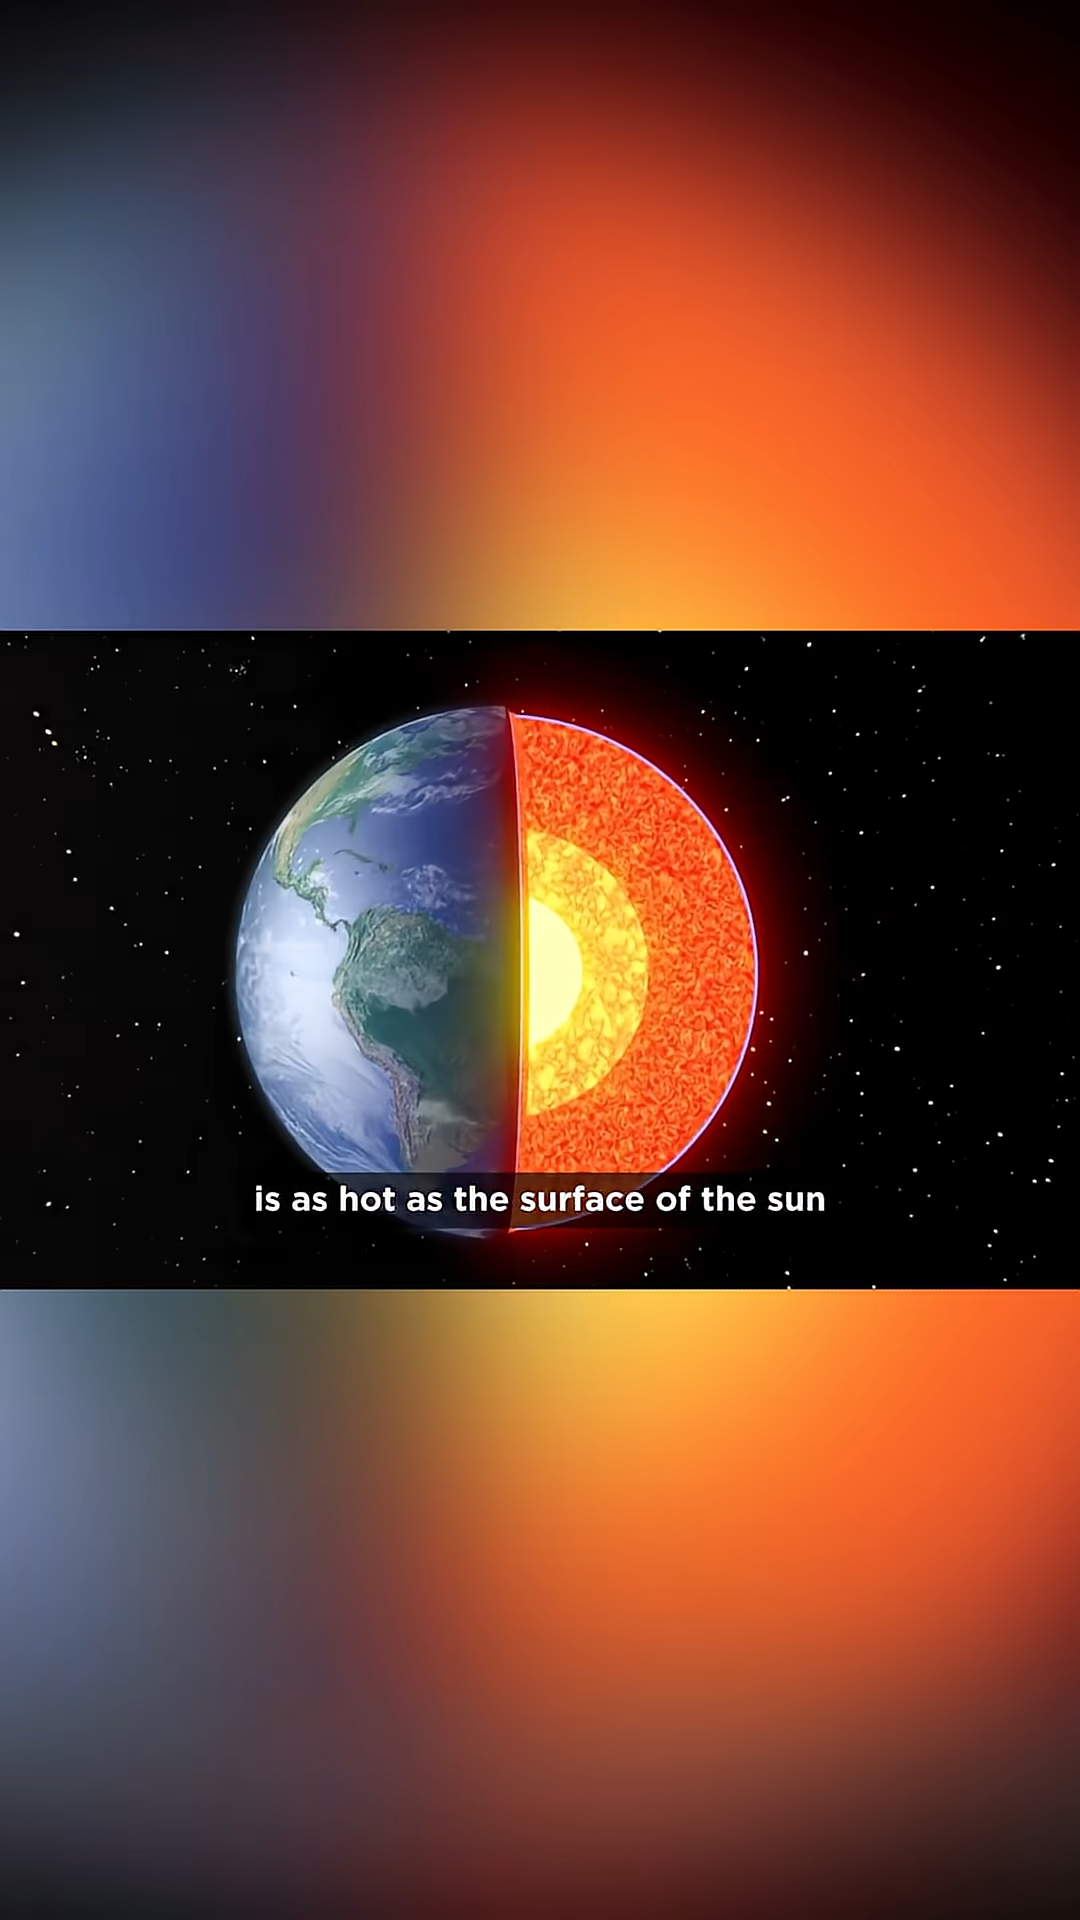 is as hot as the surface of the sun